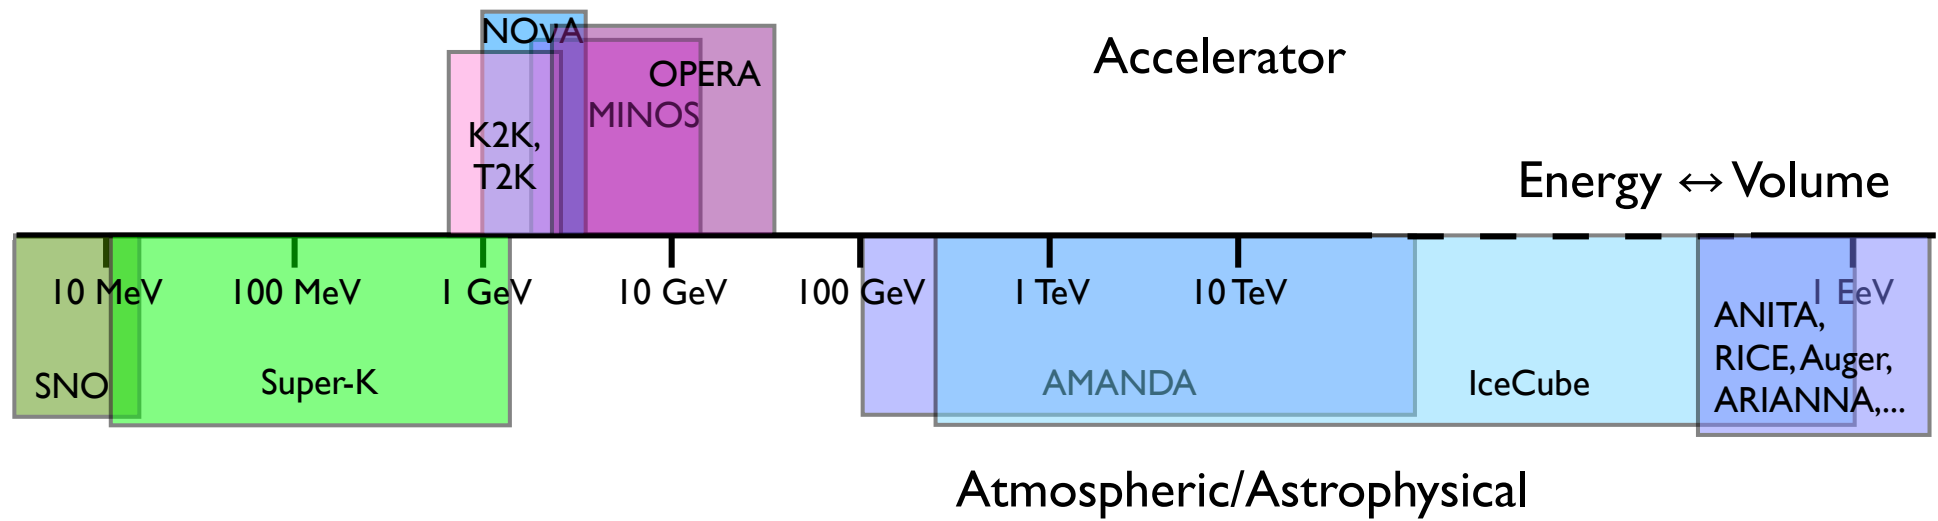 NOνA
Accelerator
OPERA
MINOS
K2K,
T2K
Energy ↔ Volume
10 MeV
100 MeV
1 GeV
10 GeV
100 GeV
1 TeV
10 TeV
1 EeV
SNO
Super-K
AMANDA
IceCube
ANITA,
RICE, Auger,
ARIANNA,...
Atmospheric/Astrophysical